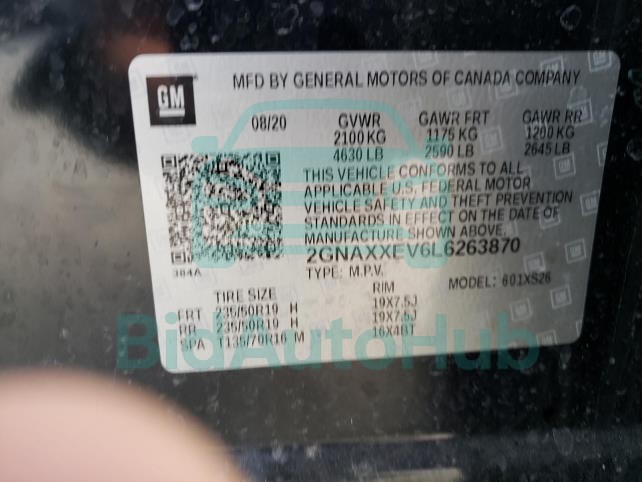 GM
MFD BY GENERAL MOTORS OF CANADA COMPANY
08/20 GVWR GAWR FRT GAWR RR
2100 KG 1175 KG 1200 KG
4630 LB 2590 LB 2645 LB
THIS VEHICLE CONFORMS TO ALL
APPLICABLE U.S. FEDERAL MOTOR
VEHICLE SAFETY AND THEFT PREVENTION
STANDARDS IN EFFECT ON THE DATE OF
MANUFACTURE SHOWN ABOVE.
2GNAXXEV6L6263870
384A
TYPE: M.P.V. MODEL: 601XS26
TIRE SIZE RIM
FRT 235/50R19 H 19X7.5J
RR 235/50R19 H 19X7.5J
SPA T135/70R16 M 16X4BT
BidAutoHub